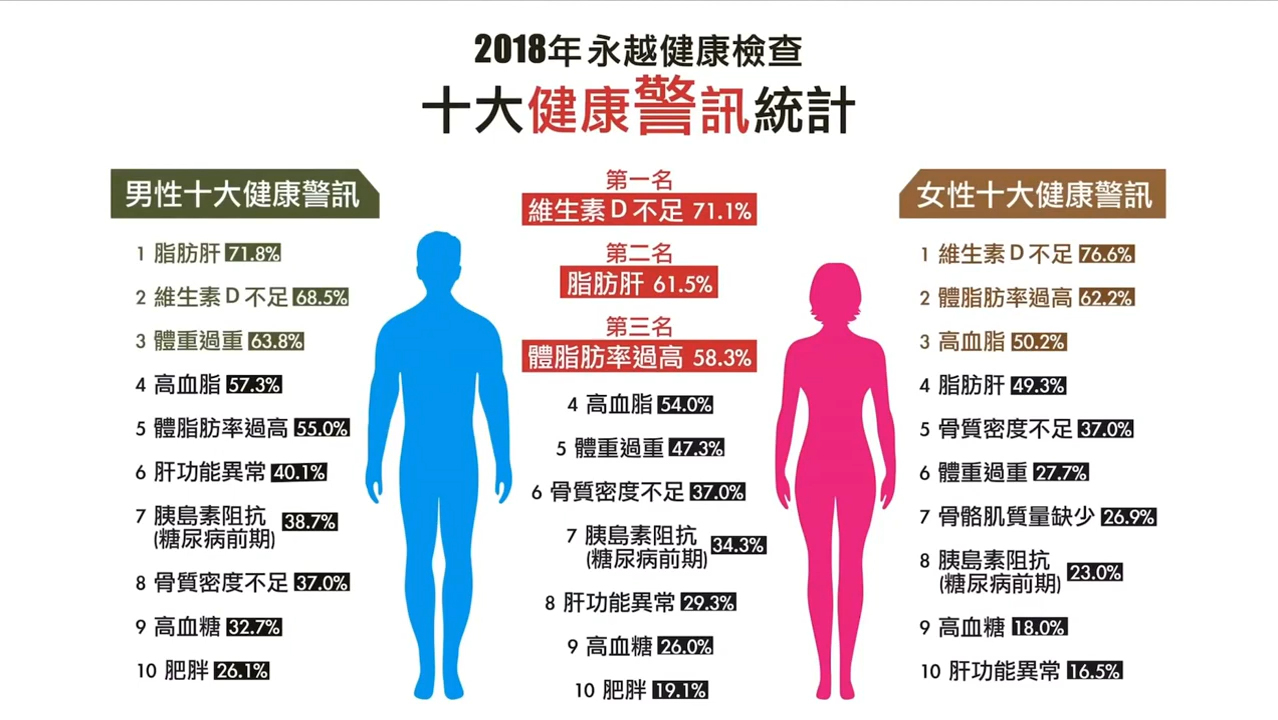 2018年永越健康檢查
十大健康警訊統計
男性十大健康警訊
1 脂肪肝 71.8%
2 維生素D不足 68.5%
3 體重過重 63.8%
4 高血脂 57.3%
5 體脂肪率過高 55.0%
6 肝功能異常 40.1%
7 胰島素阻抗 38.7%
(糖尿病前期)
8 骨質密度不足 37.0%
9 高血糖 32.7%
10 肥胖 26.1%
第一名
維生素D不足 71.1%
第二名
脂肪肝 61.5%
第三名
體脂肪率過高 58.3%
4 高血脂 54.0%
5 體重過重 47.3%
6 骨質密度不足 37.0%
7 胰島素阻抗 34.3%
(糖尿病前期)
8 肝功能異常 29.3%
9 高血糖 26.0%
10 肥胖 19.1%
女性十大健康警訊
1 維生素D不足 76.6%
2 體脂肪率過高 62.2%
3 高血脂 50.2%
4 脂肪肝 49.3%
5 骨質密度不足 37.0%
6 體重過重 27.7%
7 骨骼肌質量缺少 26.9%
8 胰島素阻抗 23.0%
(糖尿病前期)
9 高血糖 18.0%
10 肝功能異常 16.5%